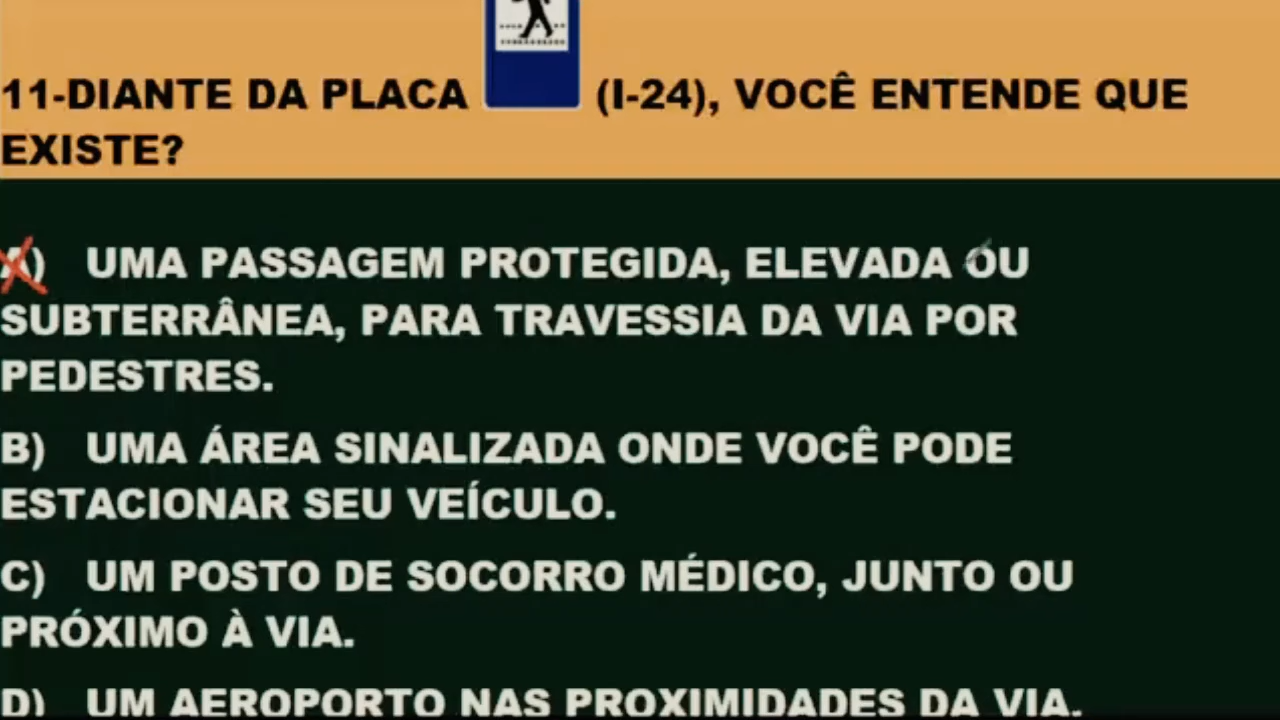 11-DIANTE DA PLACA (I-24), VOCÊ ENTENDE QUE
EXISTE?
A) UMA PASSAGEM PROTEGIDA, ELEVADA OU
SUBTERRÂNEA, PARA TRAVESSIA DA VIA POR
PEDESTRES.
B) UMA ÁREA SINALIZADA ONDE VOCÊ PODE
ESTACIONAR SEU VEÍCULO.
C) UM POSTO DE SOCORRO MÉDICO, JUNTO OU
PRÓXIMO À VIA.
D) UM AEROPORTO NAS PROXIMIDADES DA VIA.